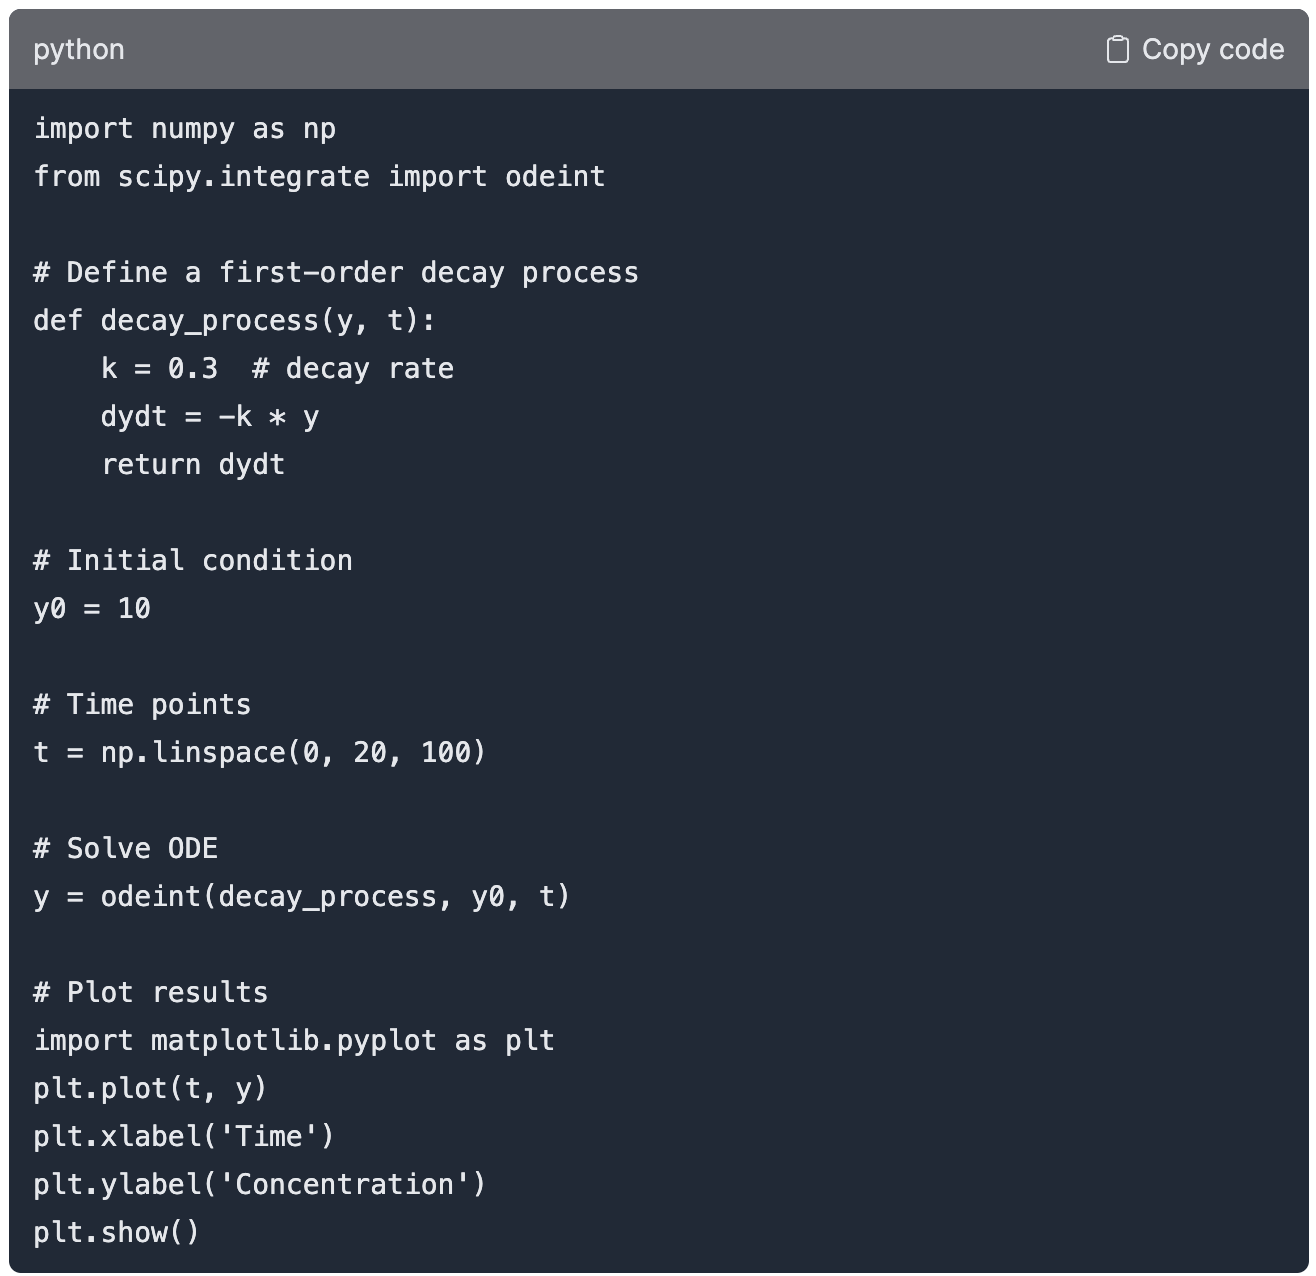 python
Copy code
import numpy as np
from scipy.integrate import odeint

# Define a first-order decay process
def decay_process(y, t):
    k = 0.3  # decay rate
    dydt = -k * y
    return dydt

# Initial condition
y0 = 10

# Time points
t = np.linspace(0, 20, 100)

# Solve ODE
y = odeint(decay_process, y0, t)

# Plot results
import matplotlib.pyplot as plt
plt.plot(t, y)
plt.xlabel('Time')
plt.ylabel('Concentration')
plt.show()